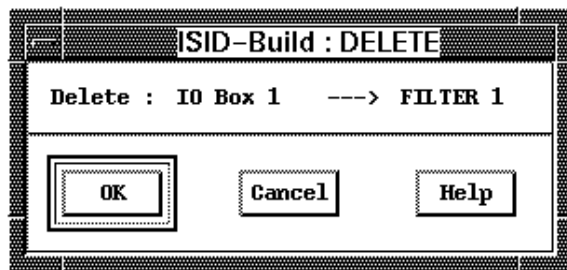 ISID-Build : DELETE
Delete : IO Box 1 ---> FILTER 1
OK Cancel Help